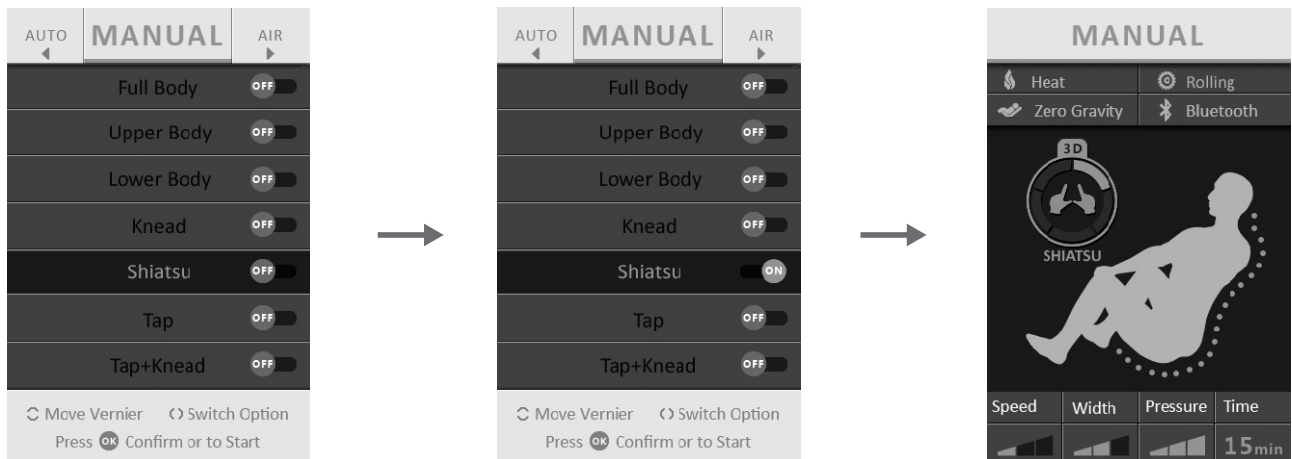 AUTO MANUAL AIR
Full Body OFF
Upper Body OFF
Lower Body OFF
Knead OFF
Shiatsu OFF
Tap OFF
Tap+Knead OFF
Move Vernier Switch Option
Press OK Confirm or to Start
AUTO MANUAL AIR
Full Body OFF
Upper Body OFF
Lower Body OFF
Knead OFF
Shiatsu ON
Tap OFF
Tap+Knead OFF
Move Vernier Switch Option
Press OK Confirm or to Start
MANUAL
Heat Rolling
Zero Gravity Bluetooth
3D
SHIATSU
Speed Width Pressure Time
15min